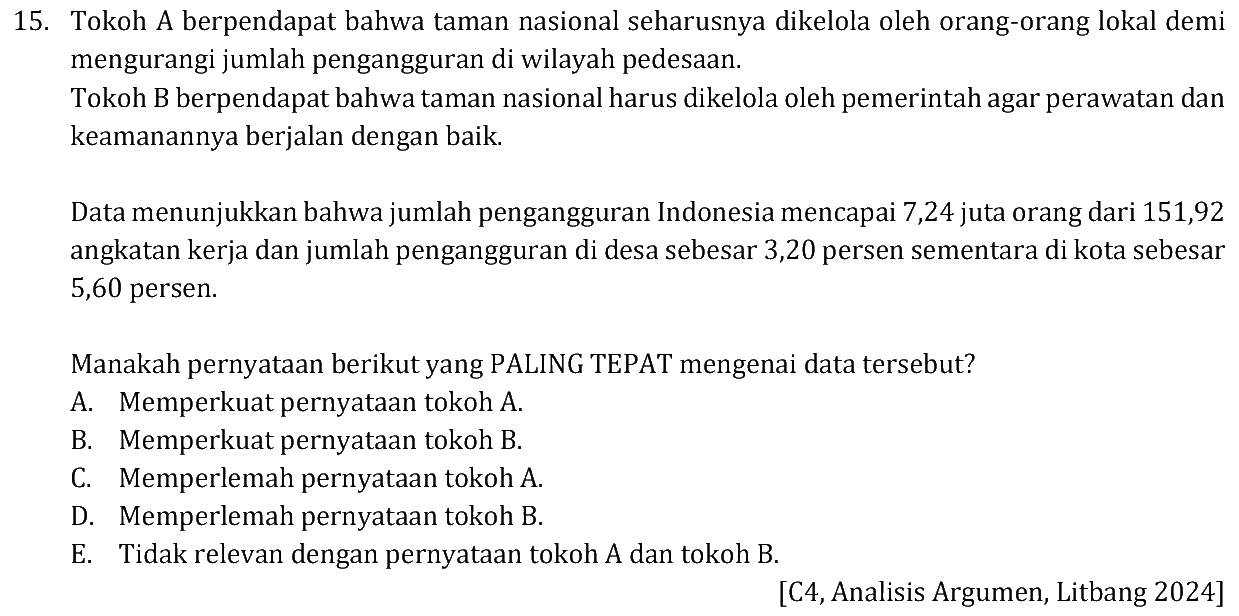 15. Tokoh A berpendapat bahwa taman nasional seharusnya dikelola oleh orang-orang lokal demi
mengurangi jumlah pengangguran di wilayah pedesaan.
Tokoh B berpendapat bahwa taman nasional harus dikelola oleh pemerintah agar perawatan dan
keamanannya berjalan dengan baik.
Data menunjukkan bahwa jumlah pengangguran Indonesia mencapai 7,24 juta orang dari 151,92
angkatan kerja dan jumlah pengangguran di desa sebesar 3,20 persen sementara di kota sebesar
5,60 persen.
Manakah pernyataan berikut yang PALING TEPAT mengenai data tersebut?
A. Memperkuat pernyataan tokoh A.
B. Memperkuat pernyataan tokoh B.
C. Memperlemah pernyataan tokoh A.
D. Memperlemah pernyataan tokoh B.
E. Tidak relevan dengan pernyataan tokoh A dan tokoh B.
[C4, Analisis Argumen, Litbang 2024]